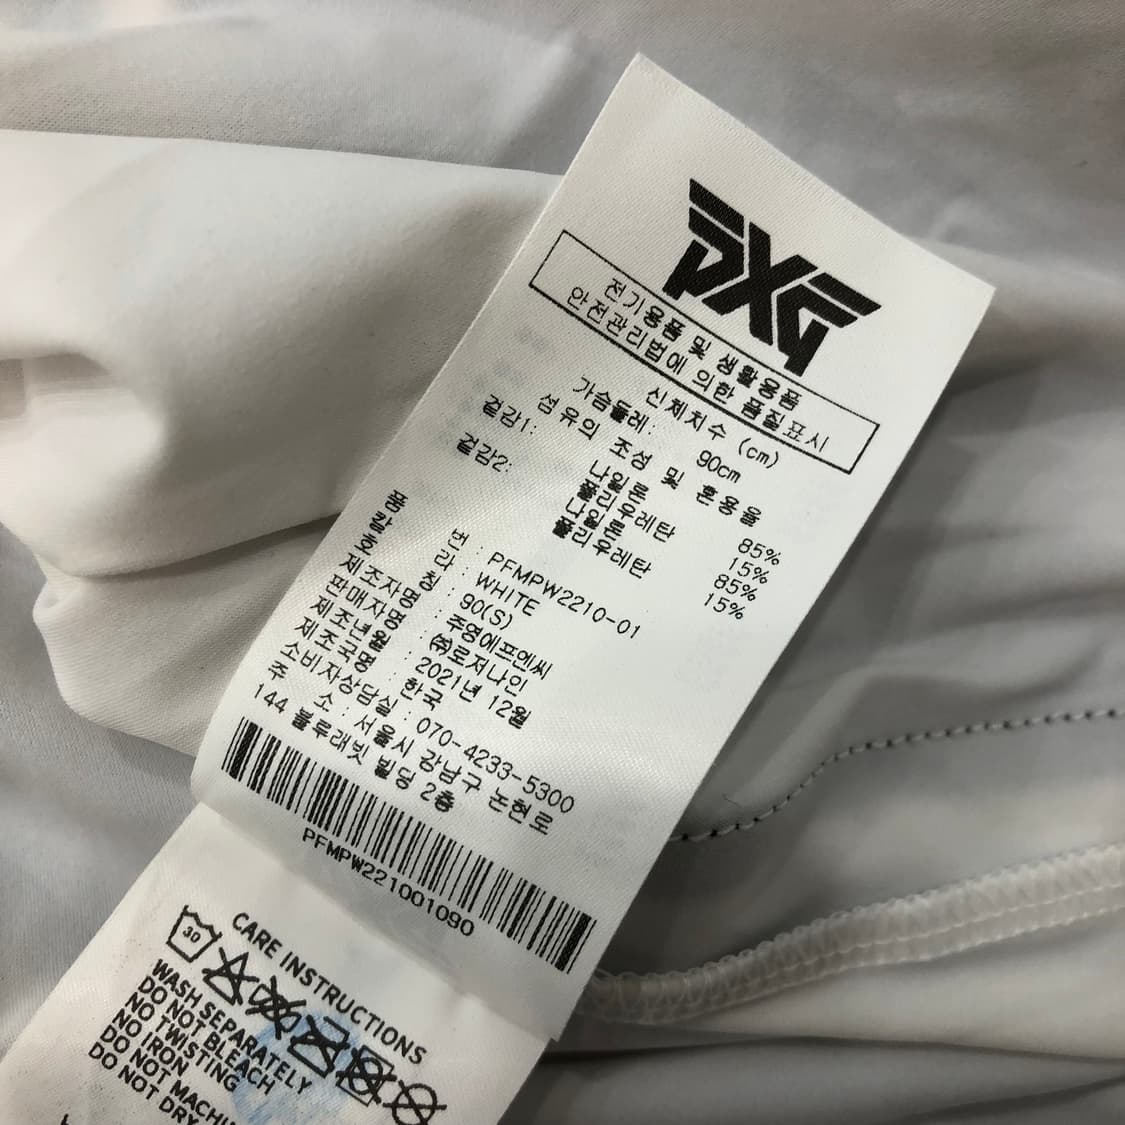 PXG
전기용품 및 생활용품
안전관리법에 의한 품질표시
신체치수 (cm)
가슴둘레: 90cm
섬유의 조성 및 혼용율
겉감1: 나일론 85%
폴리우레탄 15%
겉감2: 나일론 85%
폴리우레탄 15%
품 번 : PFMPW2210-01
칼 라 : WHITE
호 칭 : 90(S)
제조자명 : 주영에프엔씨
판매자명 : ㈜로저나인
제조년월 : 2021년 12월
제조국명 : 한국
소비자상담실 : 070-4233-5300
주 소 : 서울시 강남구 논현로
144 블루래빗 빌딩 2층
PFMPW221001090
CARE INSTRUCTIONS
30
WASH SEPARATELY
DO NOT BLEACH
NO TWISTING
NO IRON
DO NOT
DO NOT DRY